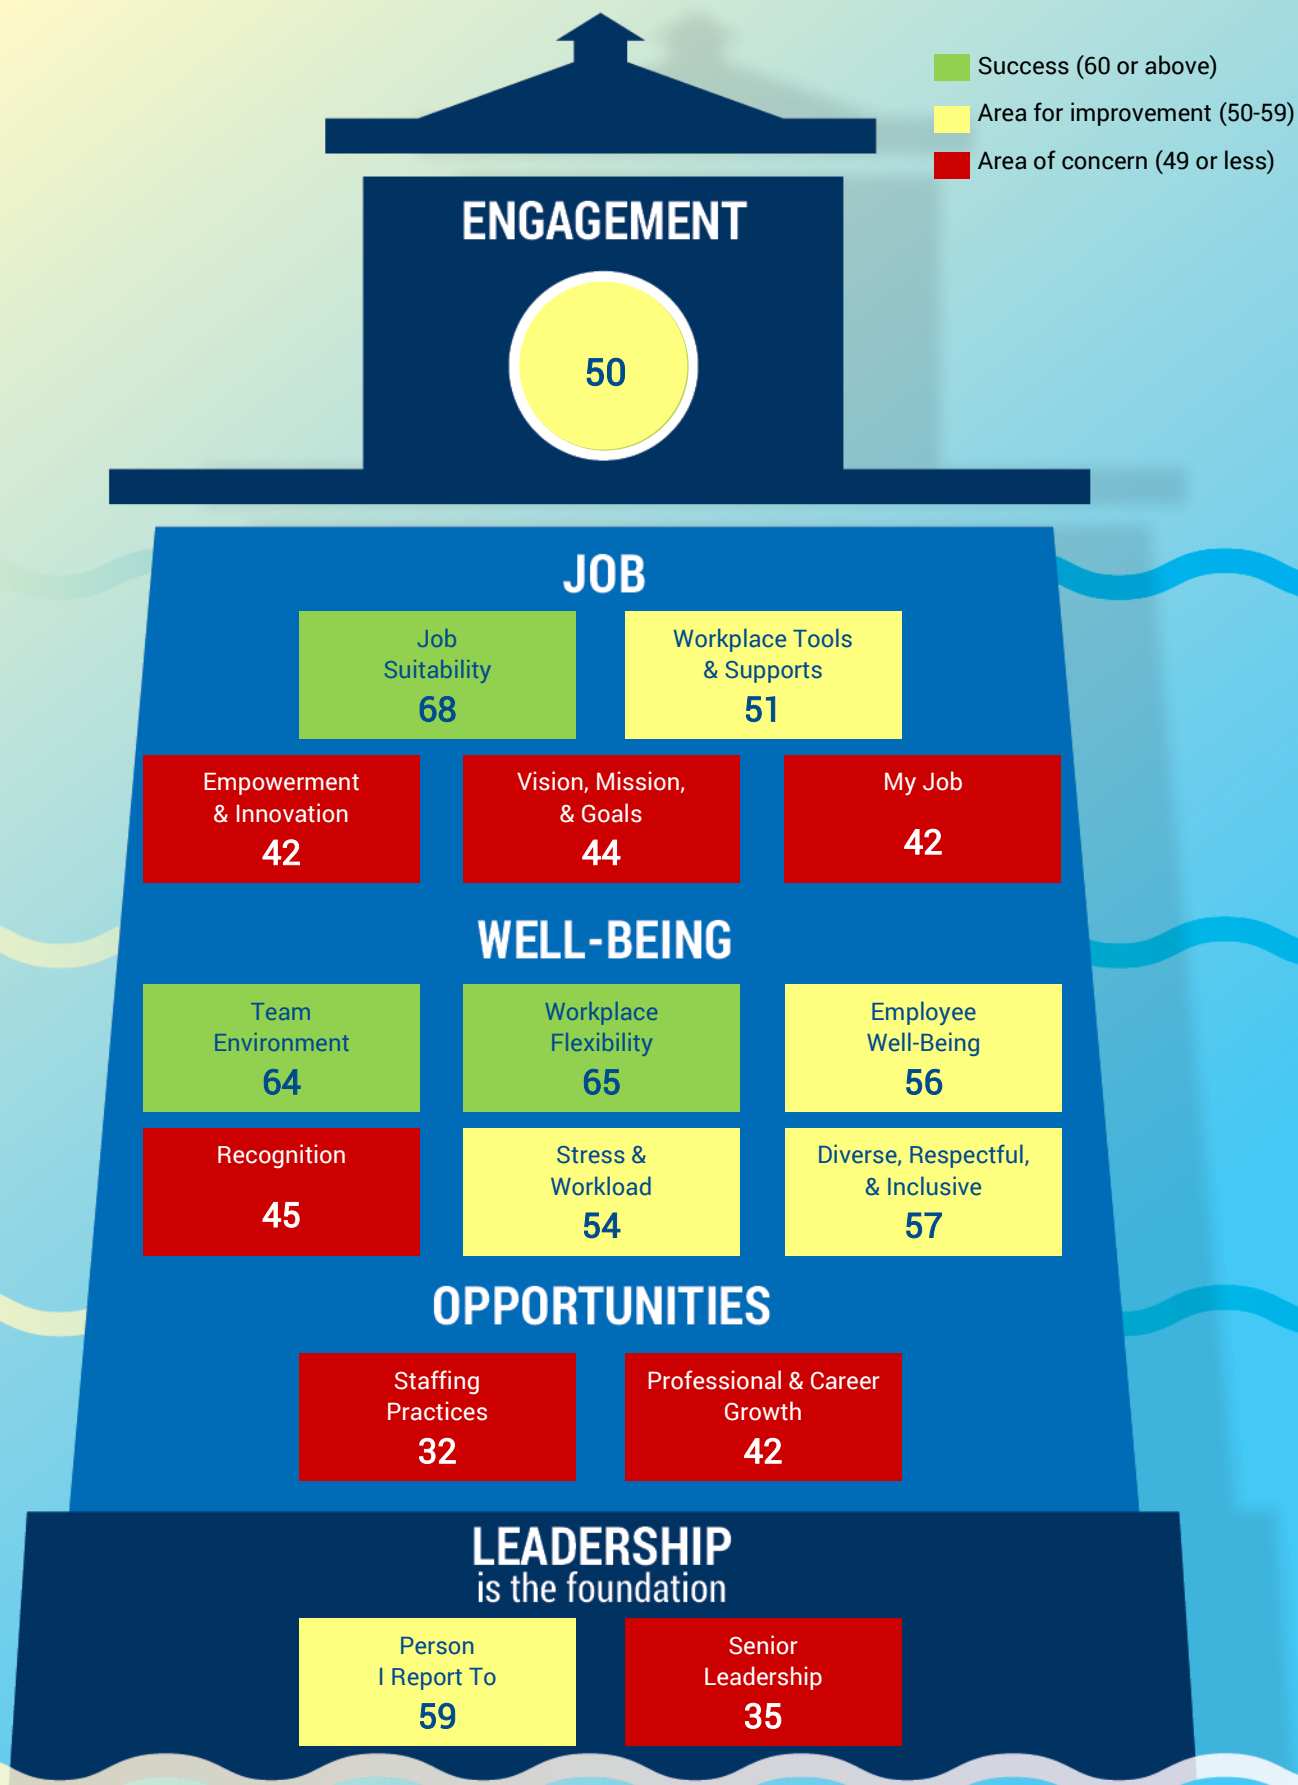 Success (60 or above)
Area for improvement (50-59)
Area of concern (49 or less)
ENGAGEMENT
50
JOB
Job
Suitability
68
Workplace Tools
& Supports
51
Empowerment
& Innovation
42
Vision, Mission,
& Goals
44
My Job
42
WELL-BEING
Team
Environment
64
Workplace
Flexibility
65
Employee
Well-Being
56
Recognition
45
Stress &
Workload
54
Diverse, Respectful,
& Inclusive
57
OPPORTUNITIES
Staffing
Practices
32
Professional & Career
Growth
42
LEADERSHIP
is the foundation
Person
I Report To
59
Senior
Leadership
35